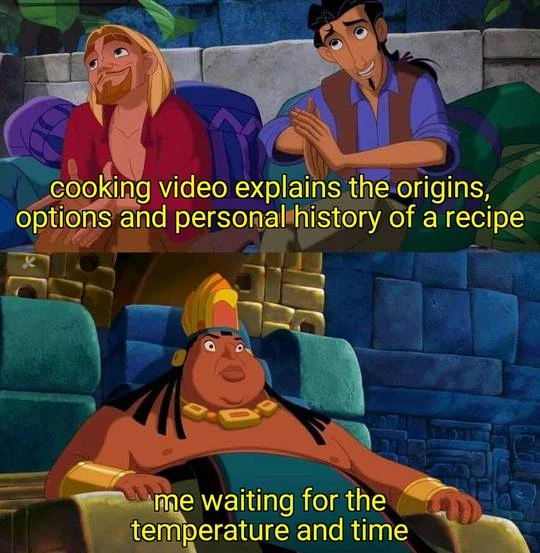 cooking video explains the origins,
options and personal history of a recipe
me waiting for the
temperature and time